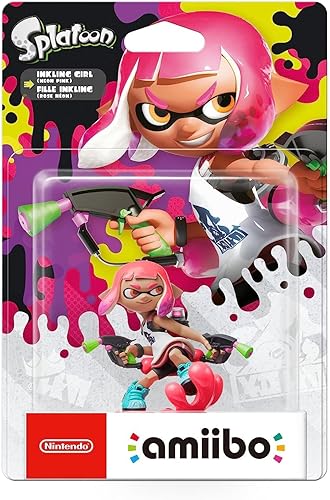 Splatoon
INKLING GIRL
(NEON PINK)
FILLE INKLING
(ROSE NÉON)
Nintendo
amiibo